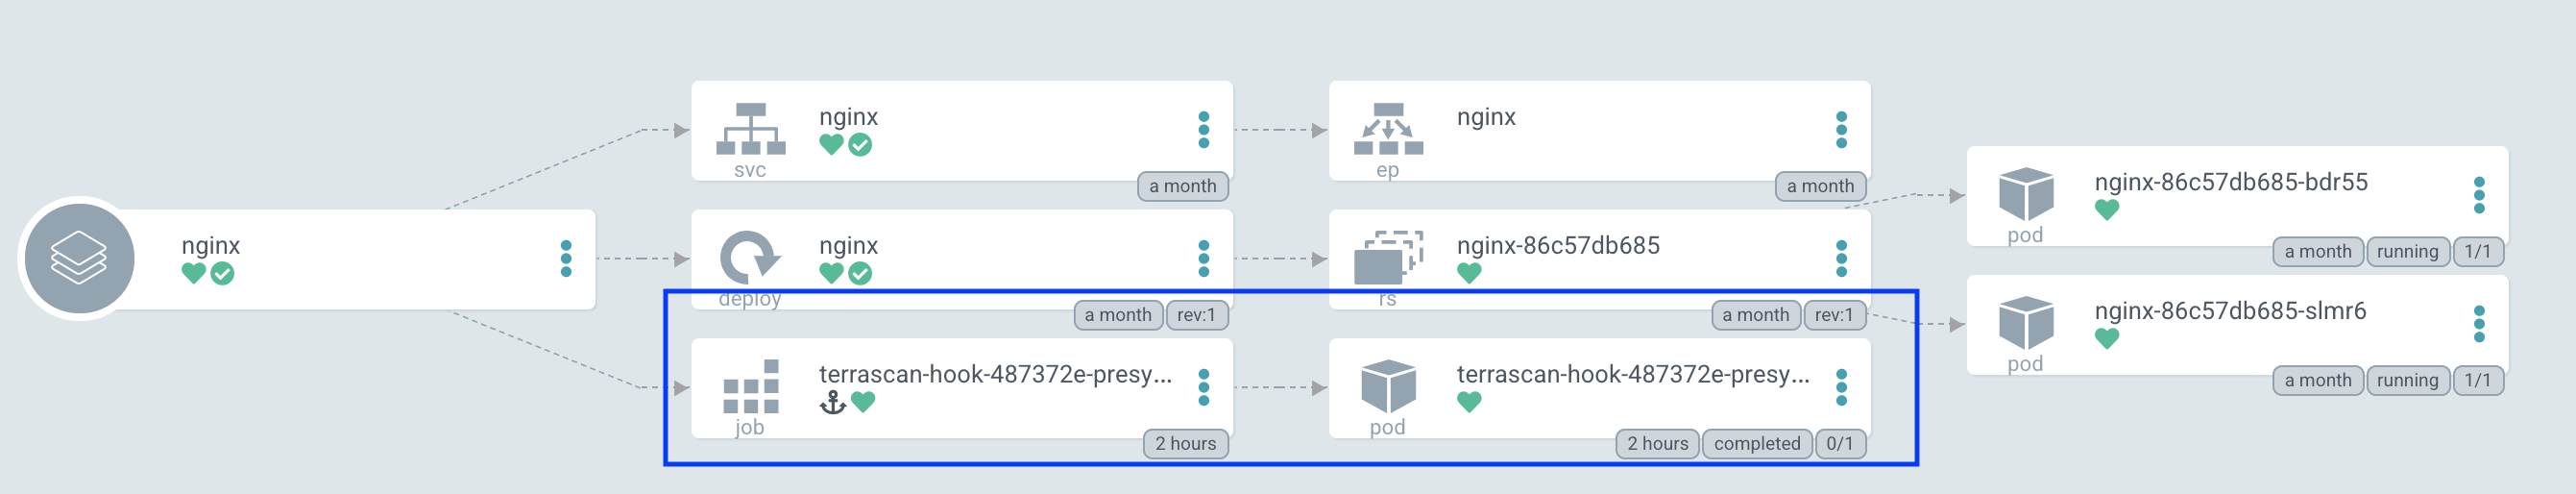 nginx
nginx
svc
a month
nginx
ep
a month
nginx
deploy
a month
rev:1
nginx-86c57db685
rs
a month
rev:1
nginx-86c57db685-bdr55
pod
a month
running
1/1
nginx-86c57db685-slmr6
pod
a month
running
1/1
terrascan-hook-487372e-presy...
job
2 hours
terrascan-hook-487372e-presy...
pod
2 hours
completed
0/1